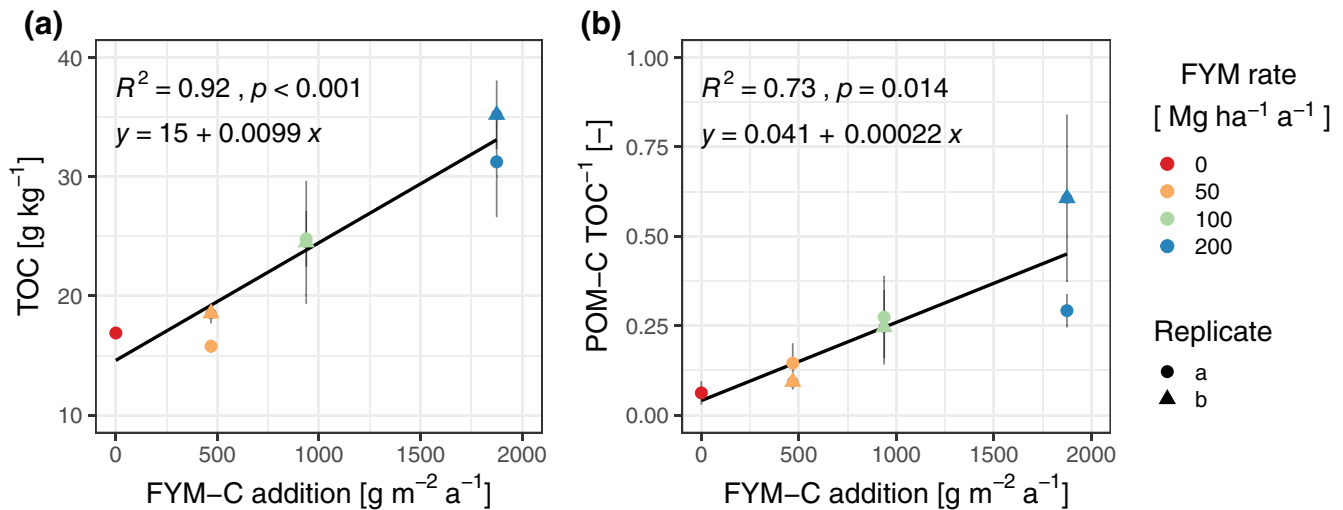 (a)
R² = 0.92 , p < 0.001
y = 15 + 0.0099 x
TOC [g kg⁻¹]
40
30
20
10
0 500 1000 1500 2000
FYM−C addition [g m⁻² a⁻¹]
(b)
R² = 0.73 , p = 0.014
y = 0.041 + 0.00022 x
POM−C TOC⁻¹ [−]
1.00
0.75
0.50
0.25
0.00
0 500 1000 1500 2000
FYM−C addition [g m⁻² a⁻¹]
FYM rate
[ Mg ha⁻¹ a⁻¹ ]
0
50
100
200
Replicate
a
b